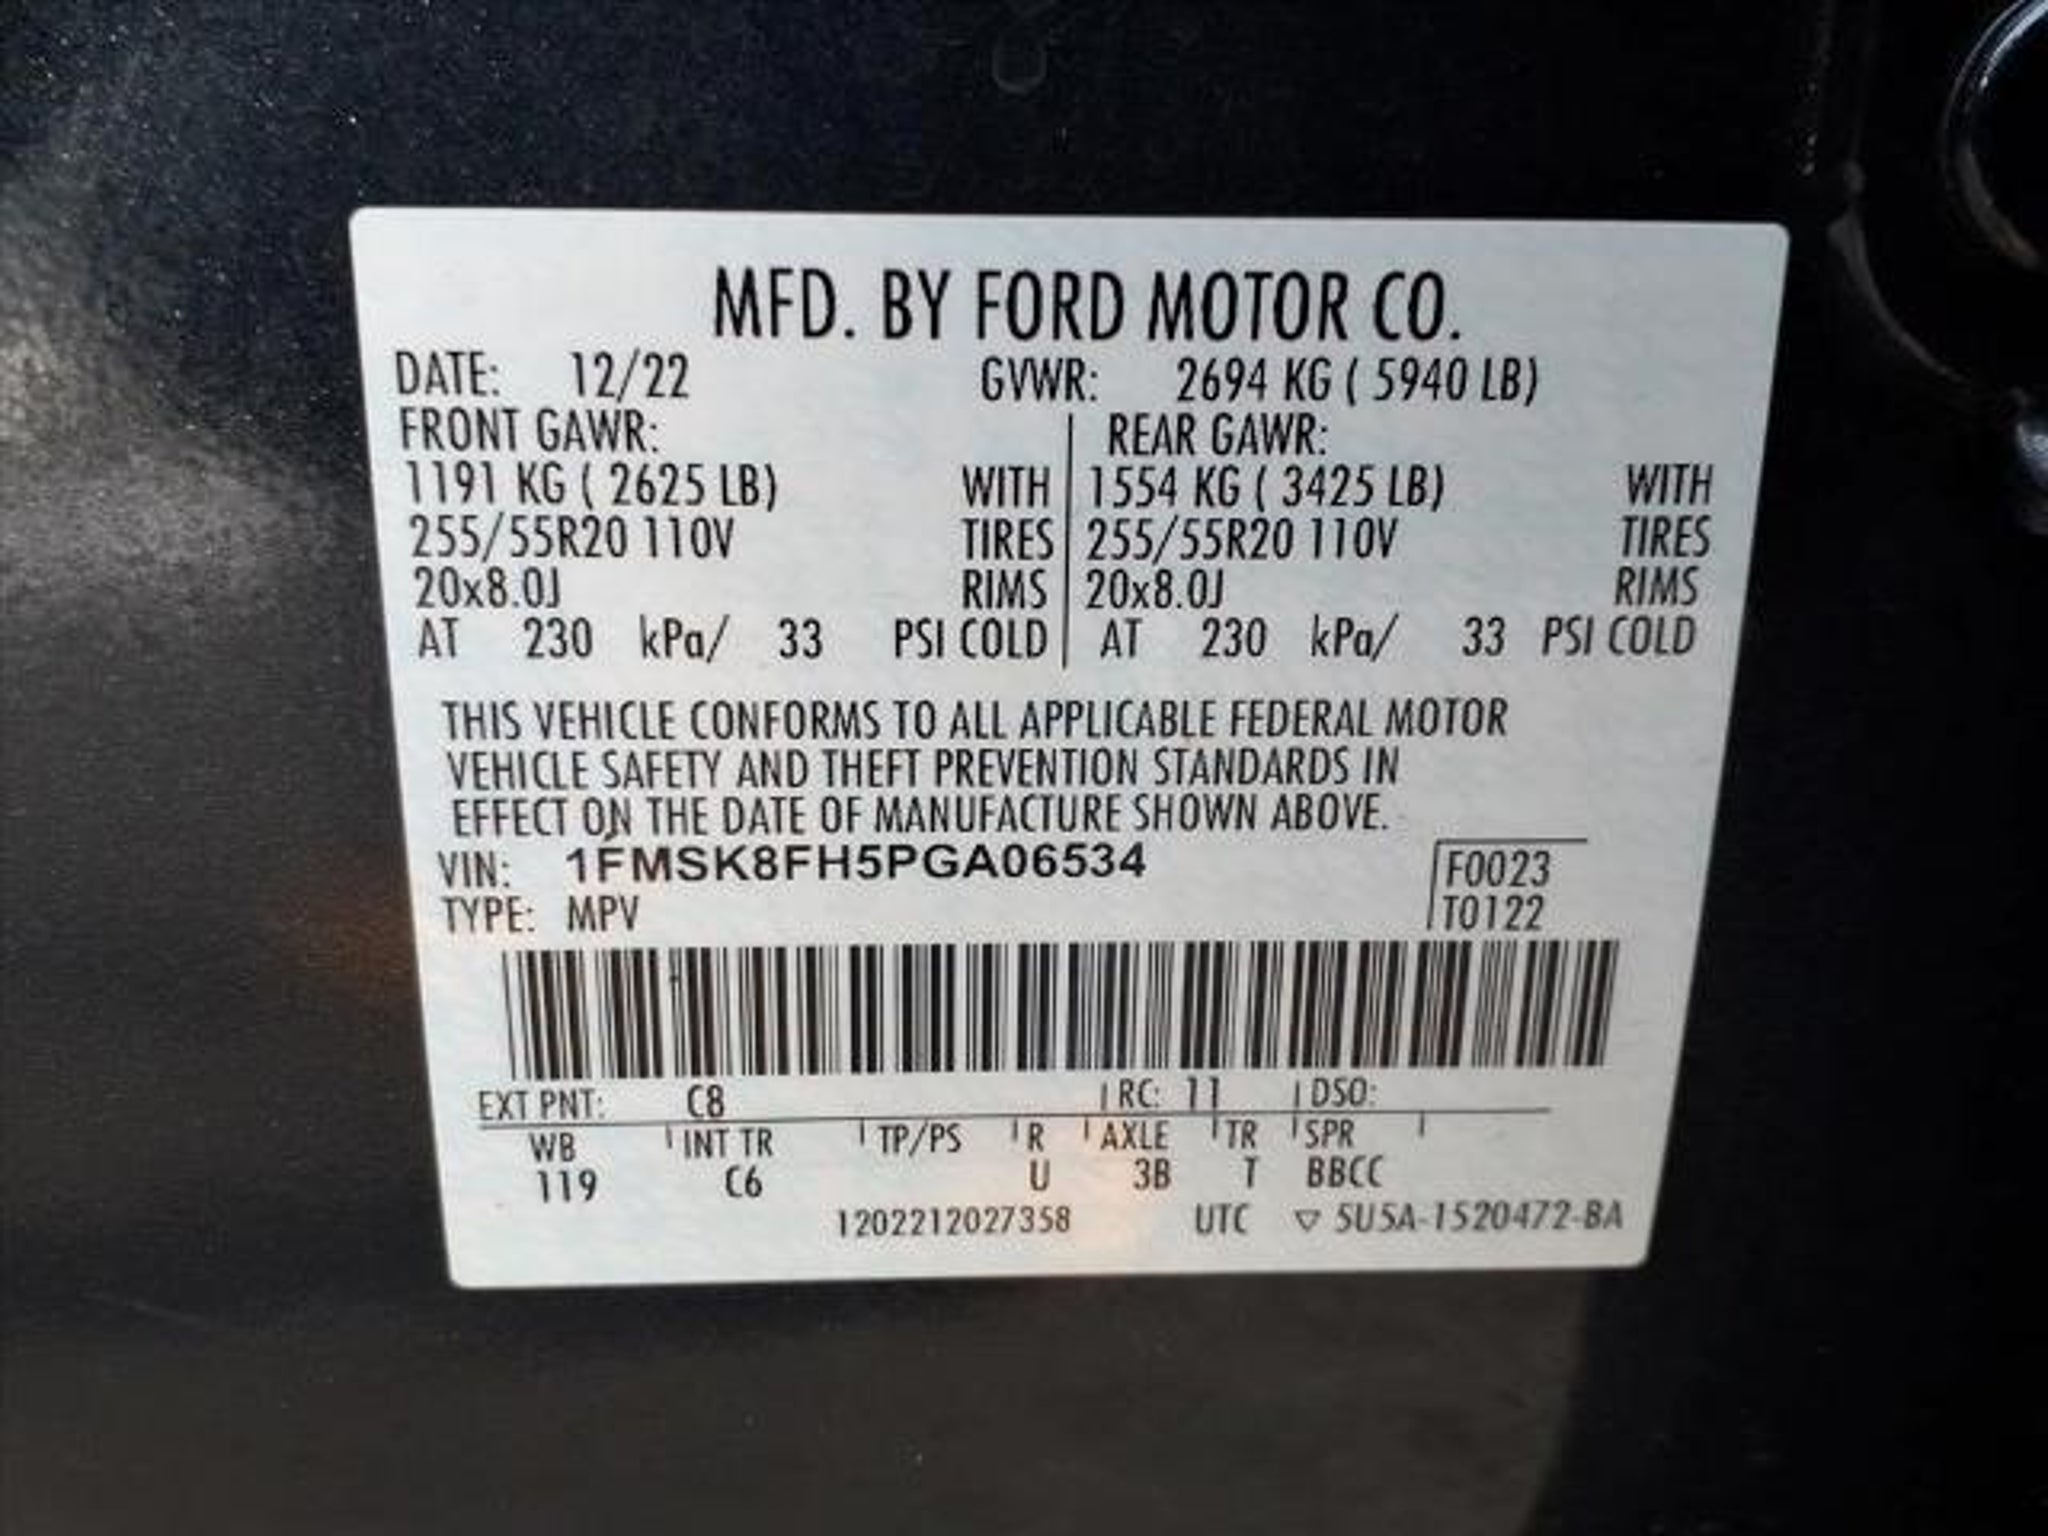 MFD. BY FORD MOTOR CO.
DATE: 12/22 GVWR: 2694 KG ( 5940 LB)
FRONT GAWR: REAR GAWR:
1191 KG ( 2625 LB) WITH 1554 KG ( 3425 LB) WITH
255/55R20 110V TIRES 255/55R20 110V TIRES
20x8.0J RIMS 20x8.0J RIMS
AT 230 kPa/ 33 PSI COLD AT 230 kPa/ 33 PSI COLD
THIS VEHICLE CONFORMS TO ALL APPLICABLE FEDERAL MOTOR
VEHICLE SAFETY AND THEFT PREVENTION STANDARDS IN
EFFECT ON THE DATE OF MANUFACTURE SHOWN ABOVE.
VIN: 1FMSK8FH5PGA06534 F0023
TYPE: MPV T0122
EXT PNT: C8 RC: 11 DSO:
WB INT TR TP/PS R AXLE TR SPR
119 C6 U 3B T BBCC
1202212027358 UTC ▽ 5U5A-1520472-BA